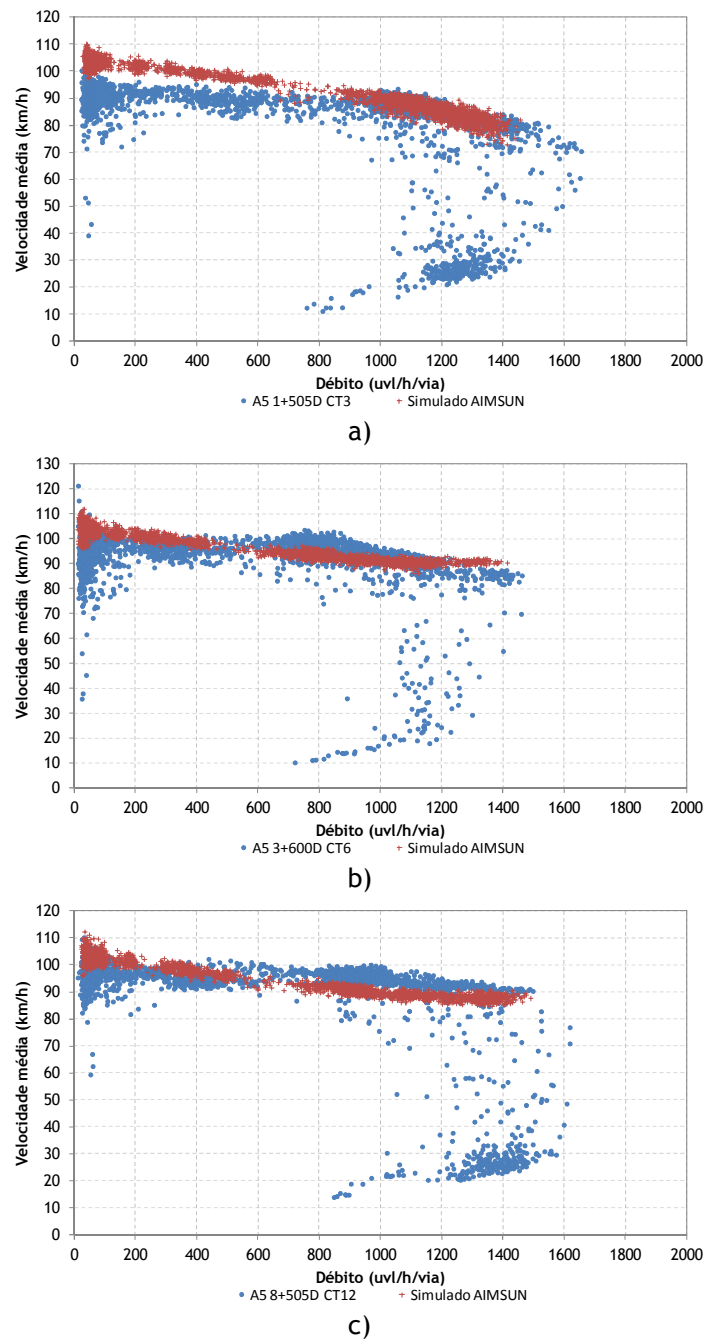 120
110
100
90
80
70
60
50
40
30
20
10
0
Velocidade média (km/h)
0 200 400 600 800 1000 1200 1400 1600 1800 2000
Débito (uvl/h/via)
A5 1+505D CT3 Simulado AIMSUN
a)
130
120
110
100
90
80
70
60
50
40
30
20
10
0
Velocidade média (km/h)
0 200 400 600 800 1000 1200 1400 1600 1800 2000
Débito (uvl/h/via)
A5 3+600D CT6 Simulado AIMSUN
b)
120
110
100
90
80
70
60
50
40
30
20
10
0
Velocidade média (km/h)
0 200 400 600 800 1000 1200 1400 1600 1800 2000
Débito (uvl/h/via)
A5 8+505D CT12 Simulado AIMSUN
c)